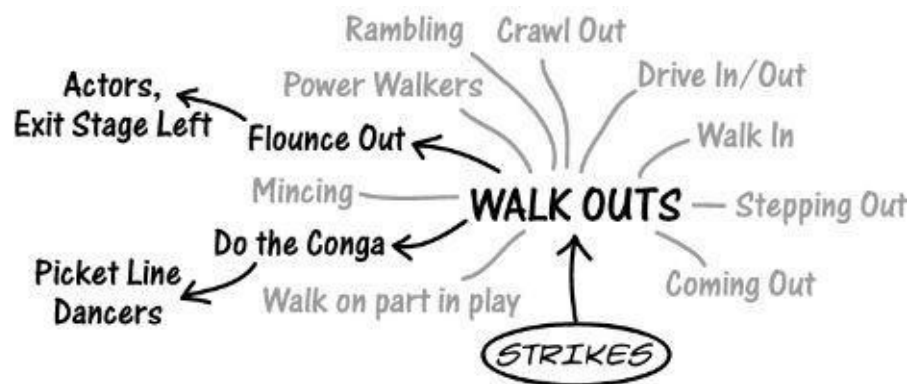 Rambling
Crawl Out
Actors,
Exit Stage Left
Power Walkers
Drive In/Out
Flounce Out
Walk In
Mincing
WALK OUTS
Stepping Out
Do the Conga
Picket Line
Dancers
Walk on part in play
Coming Out
STRIKES